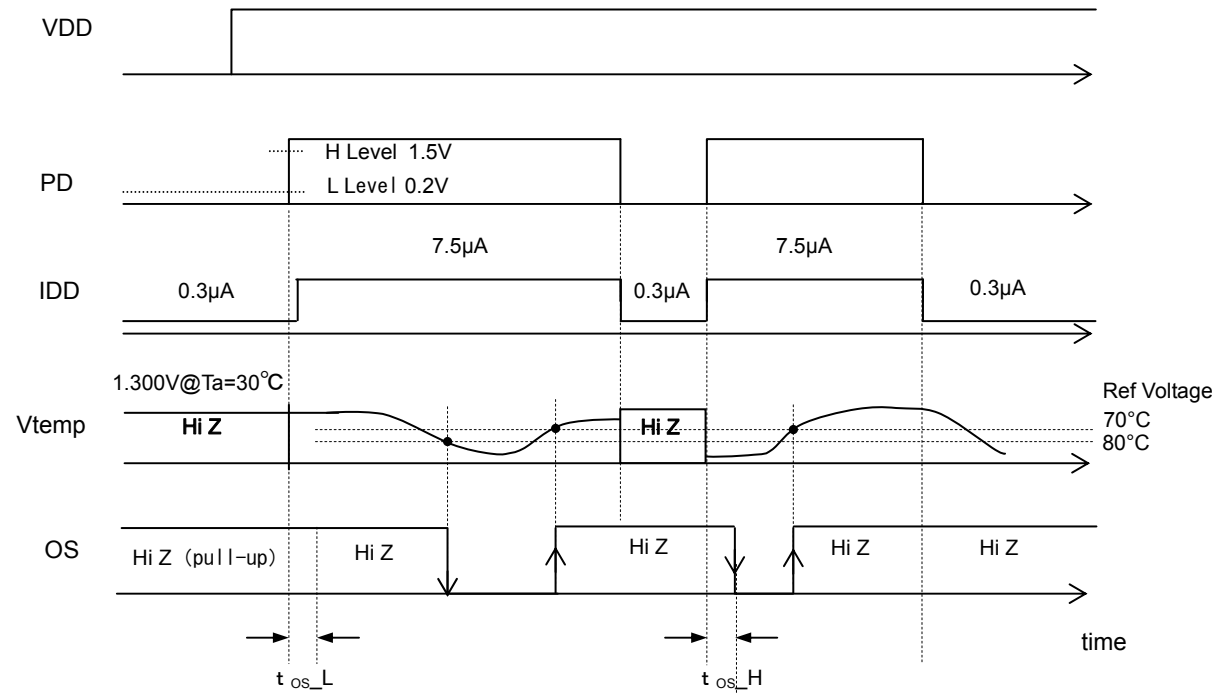 VDD
H Level 1.5V
L Level 0.2V
PD
7.5µA
7.5µA
IDD
0.3µA
0.3µA
0.3µA
1.300V@Ta=30℃
Ref Voltage
Vtemp
Hi Z
Hi Z
70°C
80°C
OS
Hi Z (pull-up)
Hi Z
Hi Z
Hi Z
Hi Z
time
t OS_L
t OS_H